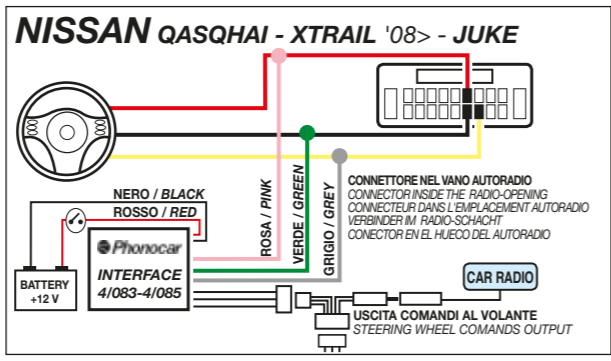 NISSAN QASQHAI - XTRAIL '08> - JUKE
NERO / BLACK
ROSSO / RED
Phonocar
INTERFACE
4/083-4/085
BATTERY
+12 V
ROSA / PINK
VERDE / GREEN
GRIGIO / GREY
CONNETTORE NEL VANO AUTORADIO
CONNECTOR INSIDE THE RADIO-OPENING
CONNECTEUR DANS L'EMPLACEMENT AUTORADIO
VERBINDER IM RADIO-SCHACHT
CONECTOR EN EL HUECO DEL AUTORADIO
CAR RADIO
USCITA COMANDI AL VOLANTE
STEERING WHEEL COMANDS OUTPUT